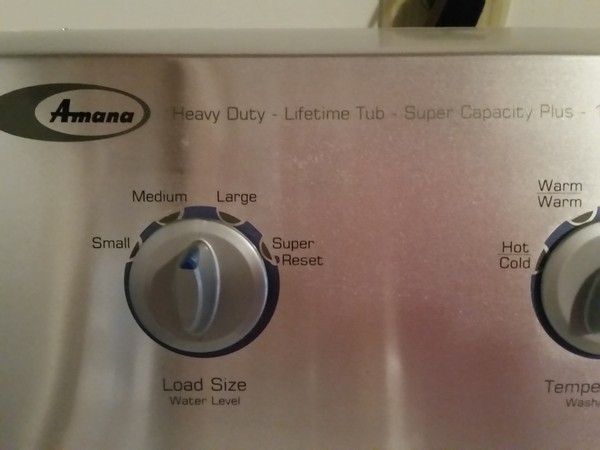 Amana
Heavy Duty - Lifetime Tub - Super Capacity Plus -
Medium Large
Small Super
Reset
Load Size
Water Level
Warm
Warm
Hot
Cold